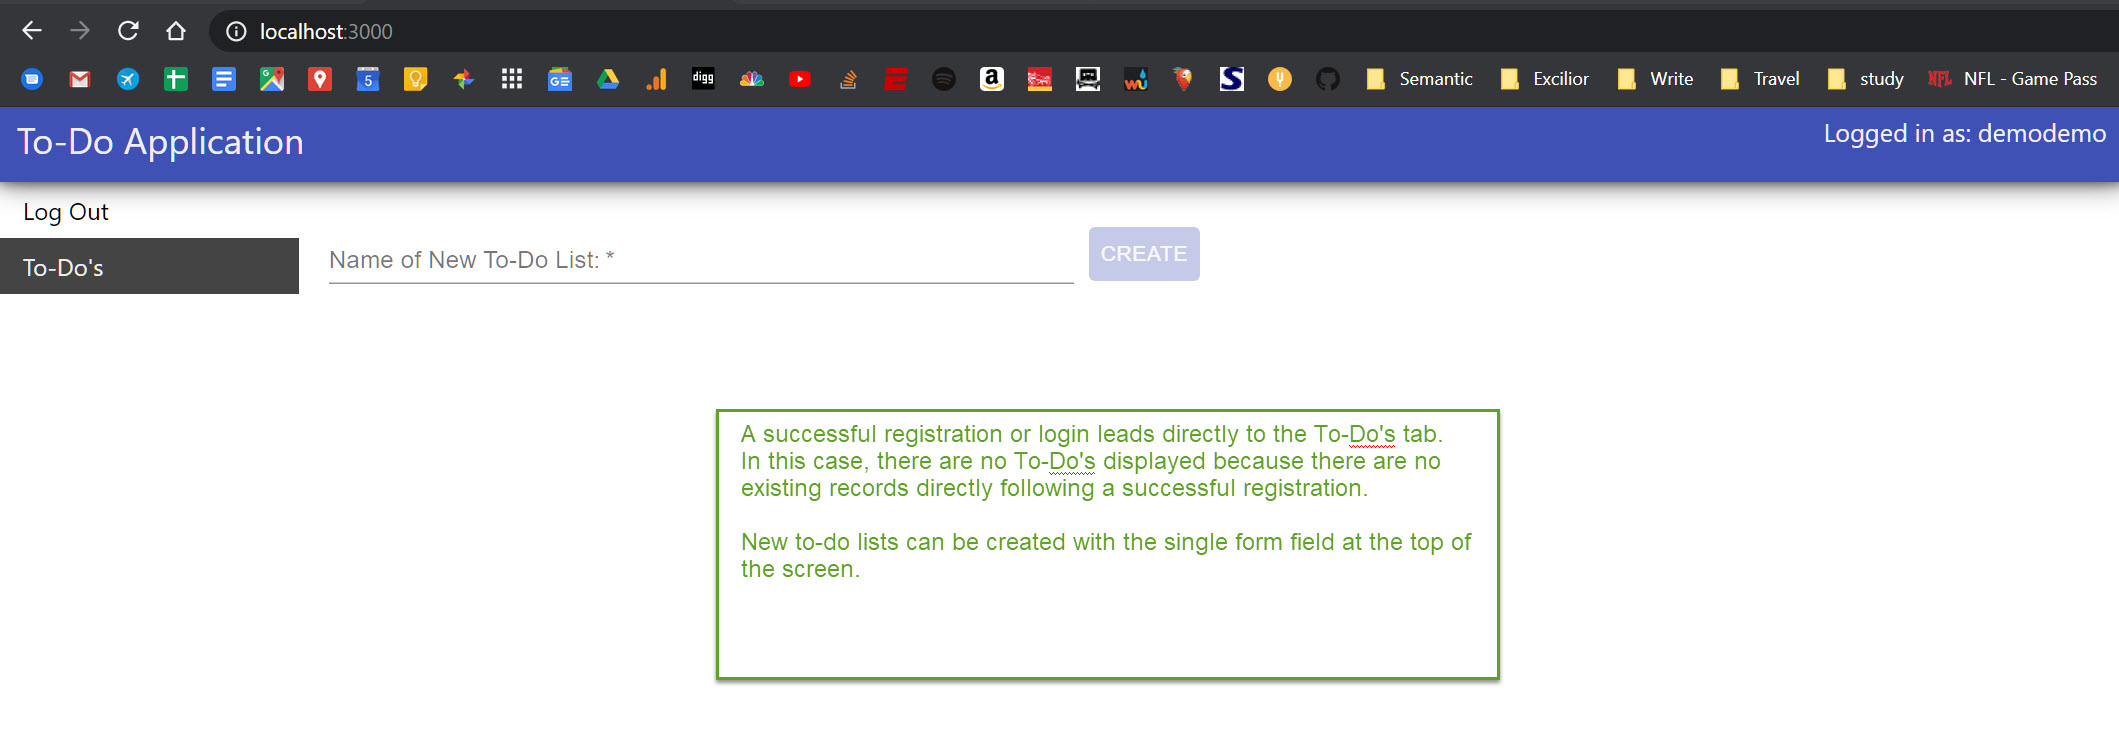 localhost:3000
5 GE digg a wu S y Semantic Excilior Write Travel study NFL NFL - Game Pass
To-Do Application
Logged in as: demodemo
Log Out
To-Do's
Name of New To-Do List: *
CREATE
A successful registration or login leads directly to the To-Do's tab.
In this case, there are no To-Do's displayed because there are no
existing records directly following a successful registration.
New to-do lists can be created with the single form field at the top of
the screen.